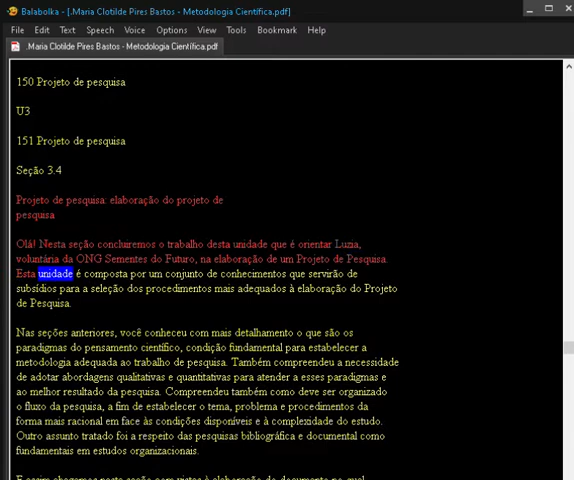 Balabolka - [.Maria Clotilde Pires Bastos - Metodologia Científica.pdf]
File Edit Text Speech Voice Options View Tools Bookmark Help
.Maria Clotilde Pires Bastos - Metodologia Científica.pdf
150 Projeto de pesquisa
U3
151 Projeto de pesquisa
Seção 3.4
Projeto de pesquisa: elaboração do projeto de
pesquisa
Olá! Nesta seção concluiremos o trabalho desta unidade que é orientar Luzia,
voluntária da ONG Sementes do Futuro, na elaboração de um Projeto de Pesquisa.
Esta unidade é composta por um conjunto de conhecimentos que servirão de
subsídios para a seleção dos procedimentos mais adequados à elaboração do Projeto
de Pesquisa.
Nas seções anteriores, você conheceu com mais detalhamento o que são os
paradigmas do pensamento científico, condição fundamental para estabelecer a
metodologia adequada ao trabalho de pesquisa. Também compreendeu a necessidade
de adotar abordagens qualitativas e quantitativas para atender a esses paradigmas e
ao melhor resultado da pesquisa. Compreendeu também como deve ser organizado
o fluxo da pesquisa, a fim de estabelecer o tema, problema e procedimentos da
forma mais racional em face às condições disponíveis e à complexidade do estudo.
Outro assunto tratado foi a respeito das pesquisas bibliográfica e documental como
fundamentais em estudos organizacionais.